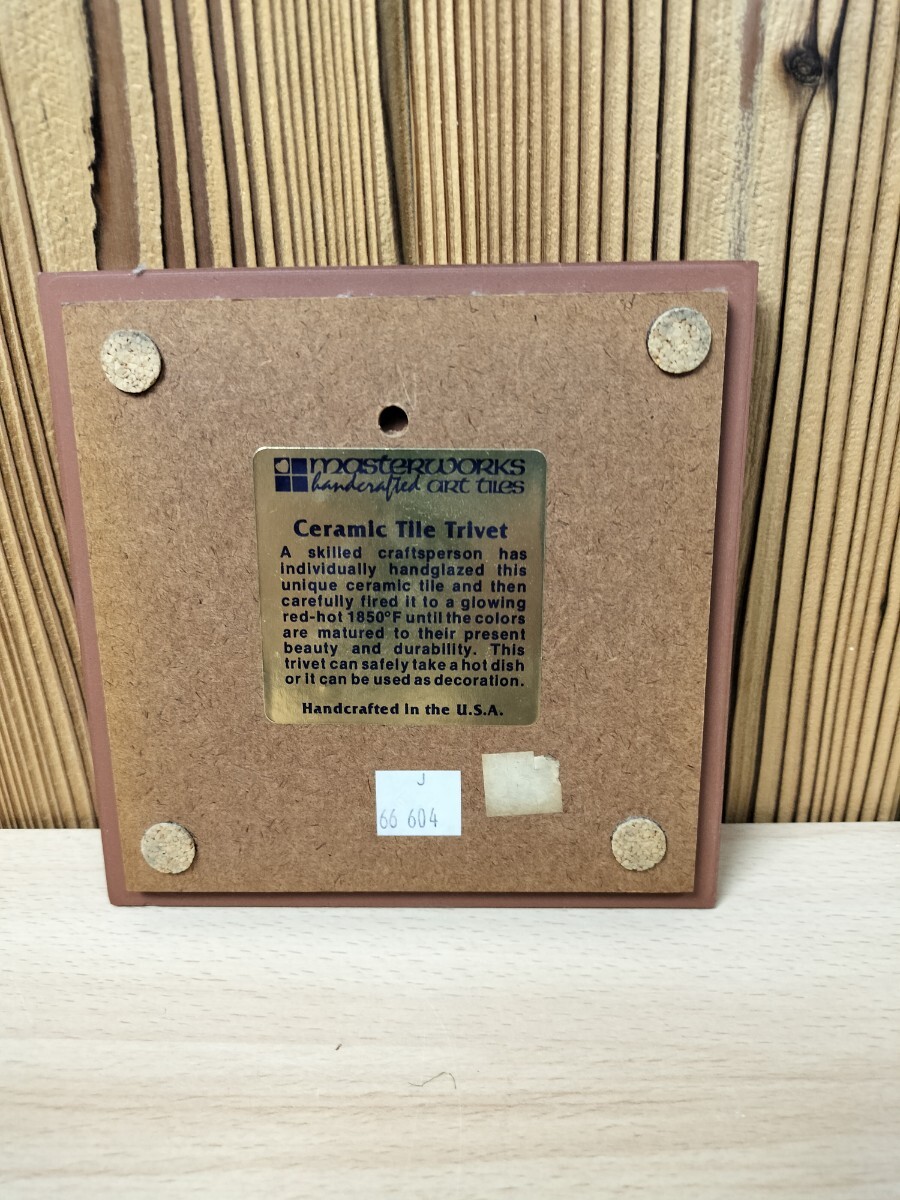 masterworks
handcrafted art tiles
Ceramic Tile Trivet
A skilled craftsperson has
individually handglazed this
unique ceramic tile and then
carefully fired it to a glowing
red-hot 1850°F until the colors
are matured to their present
beauty and durability. This
trivet can safely take a hot dish
or it can be used as decoration.
Handcrafted in the U.S.A.
J
66 604